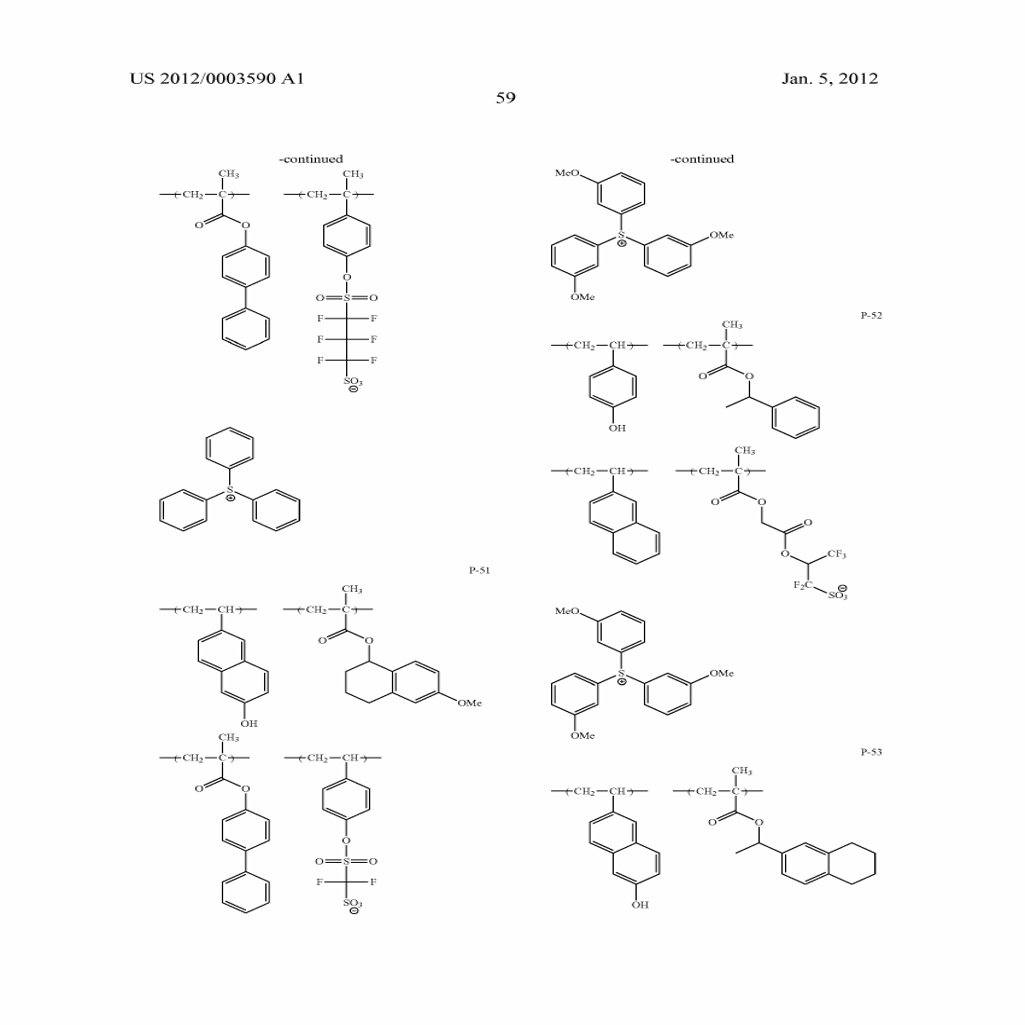 US 2012/0003590 A1
Jan. 5, 2012
59
-continued
CH3
CH3
( CH2 C )
( CH2 C )
O
O
O
O S O
F F
F F
F F
SO3
⊖
S
⊕
P-51
CH3
( CH2 CH )
( CH2 C )
O
O
OMe
OH
CH3
( CH2 C )
( CH2 CH )
O
O
O
O S O
F F
SO3
⊖
-continued
MeO
S
⊕
OMe
OMe
P-52
CH3
( CH2 CH )
( CH2 C )
O
O
OH
CH3
( CH2 CH )
( CH2 C )
O
O
O
O
CF3
F2C
⊖
SO3
MeO
S
⊕
OMe
OMe
P-53
CH3
( CH2 CH )
( CH2 C )
O
O
OH